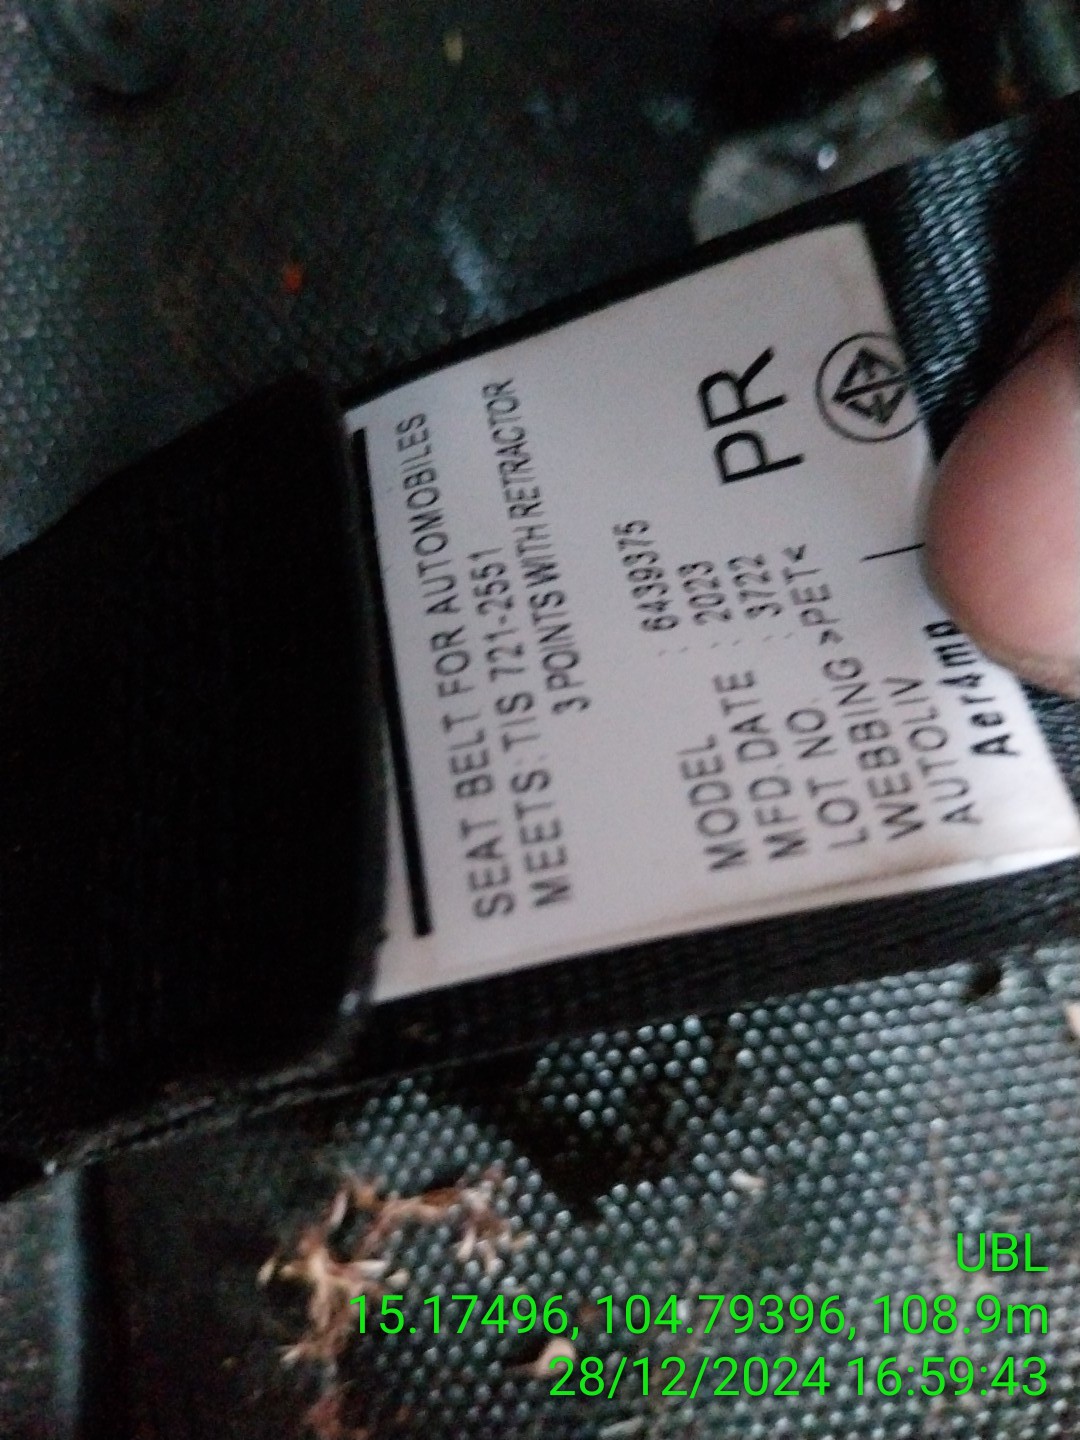 SEAT BELT FOR AUTOMOBILES
MEETS: TIS 721-2551
3 POINTS WITH RETRACTOR
MODEL : 6439375
MFD.DATE : 2023
LOT NO. : 3722
WEBBING »PET«
AUTOLIV
PR
UBL
15.17496, 104.79396, 108.9m
28/12/2024 16:59:43